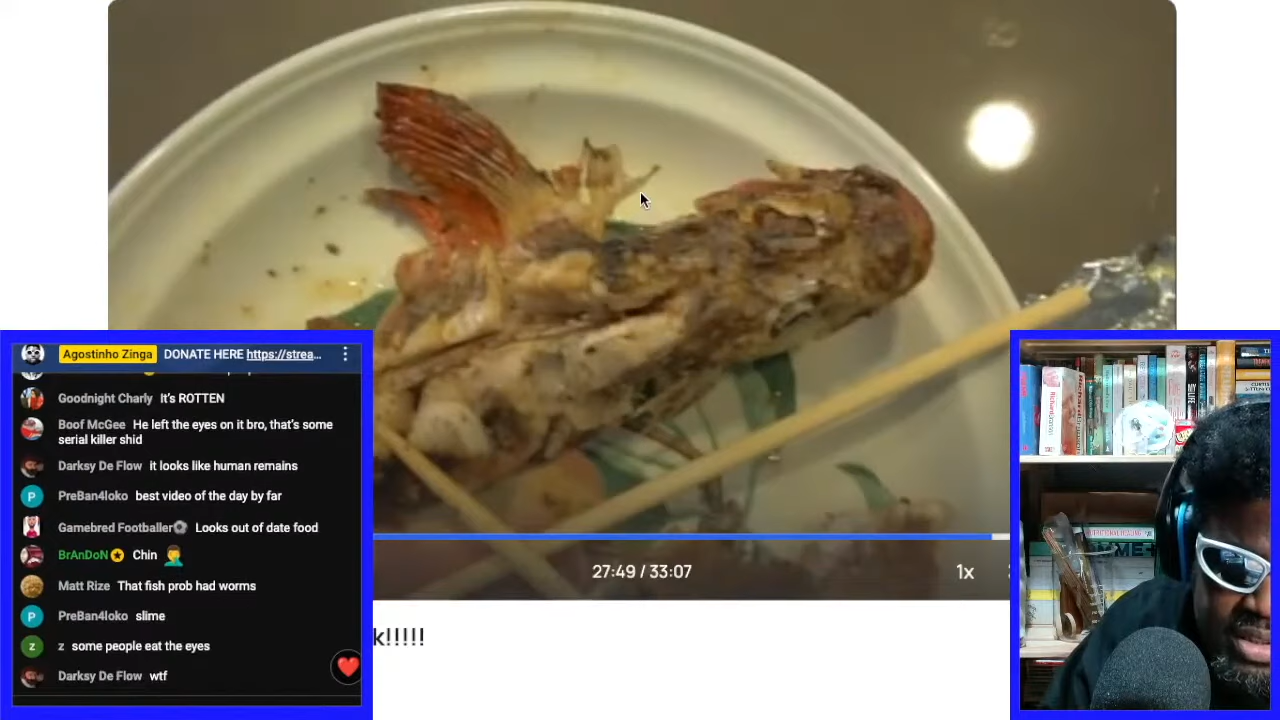 Agostinho Zinga DONATE HERE https://strea...
Goodnight Charly It's ROTTEN
Boof McGee He left the eyes on it bro, that's some
serial killer shid
Darksy De Flow it looks like human remains
P PreBan4loko best video of the day by far
Gamebred Footballer Looks out of date food
BrAnDoN Chin
Matt Rize That fish prob had worms
P PreBan4loko slime
z z some people eat the eyes
Darksy De Flow wtf
27:49 / 33:07
1x
k!!!!!
MY LIFE